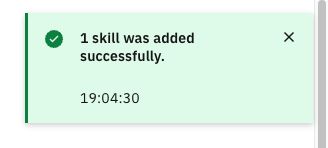 1 skill was added
successfully.
19:04:30